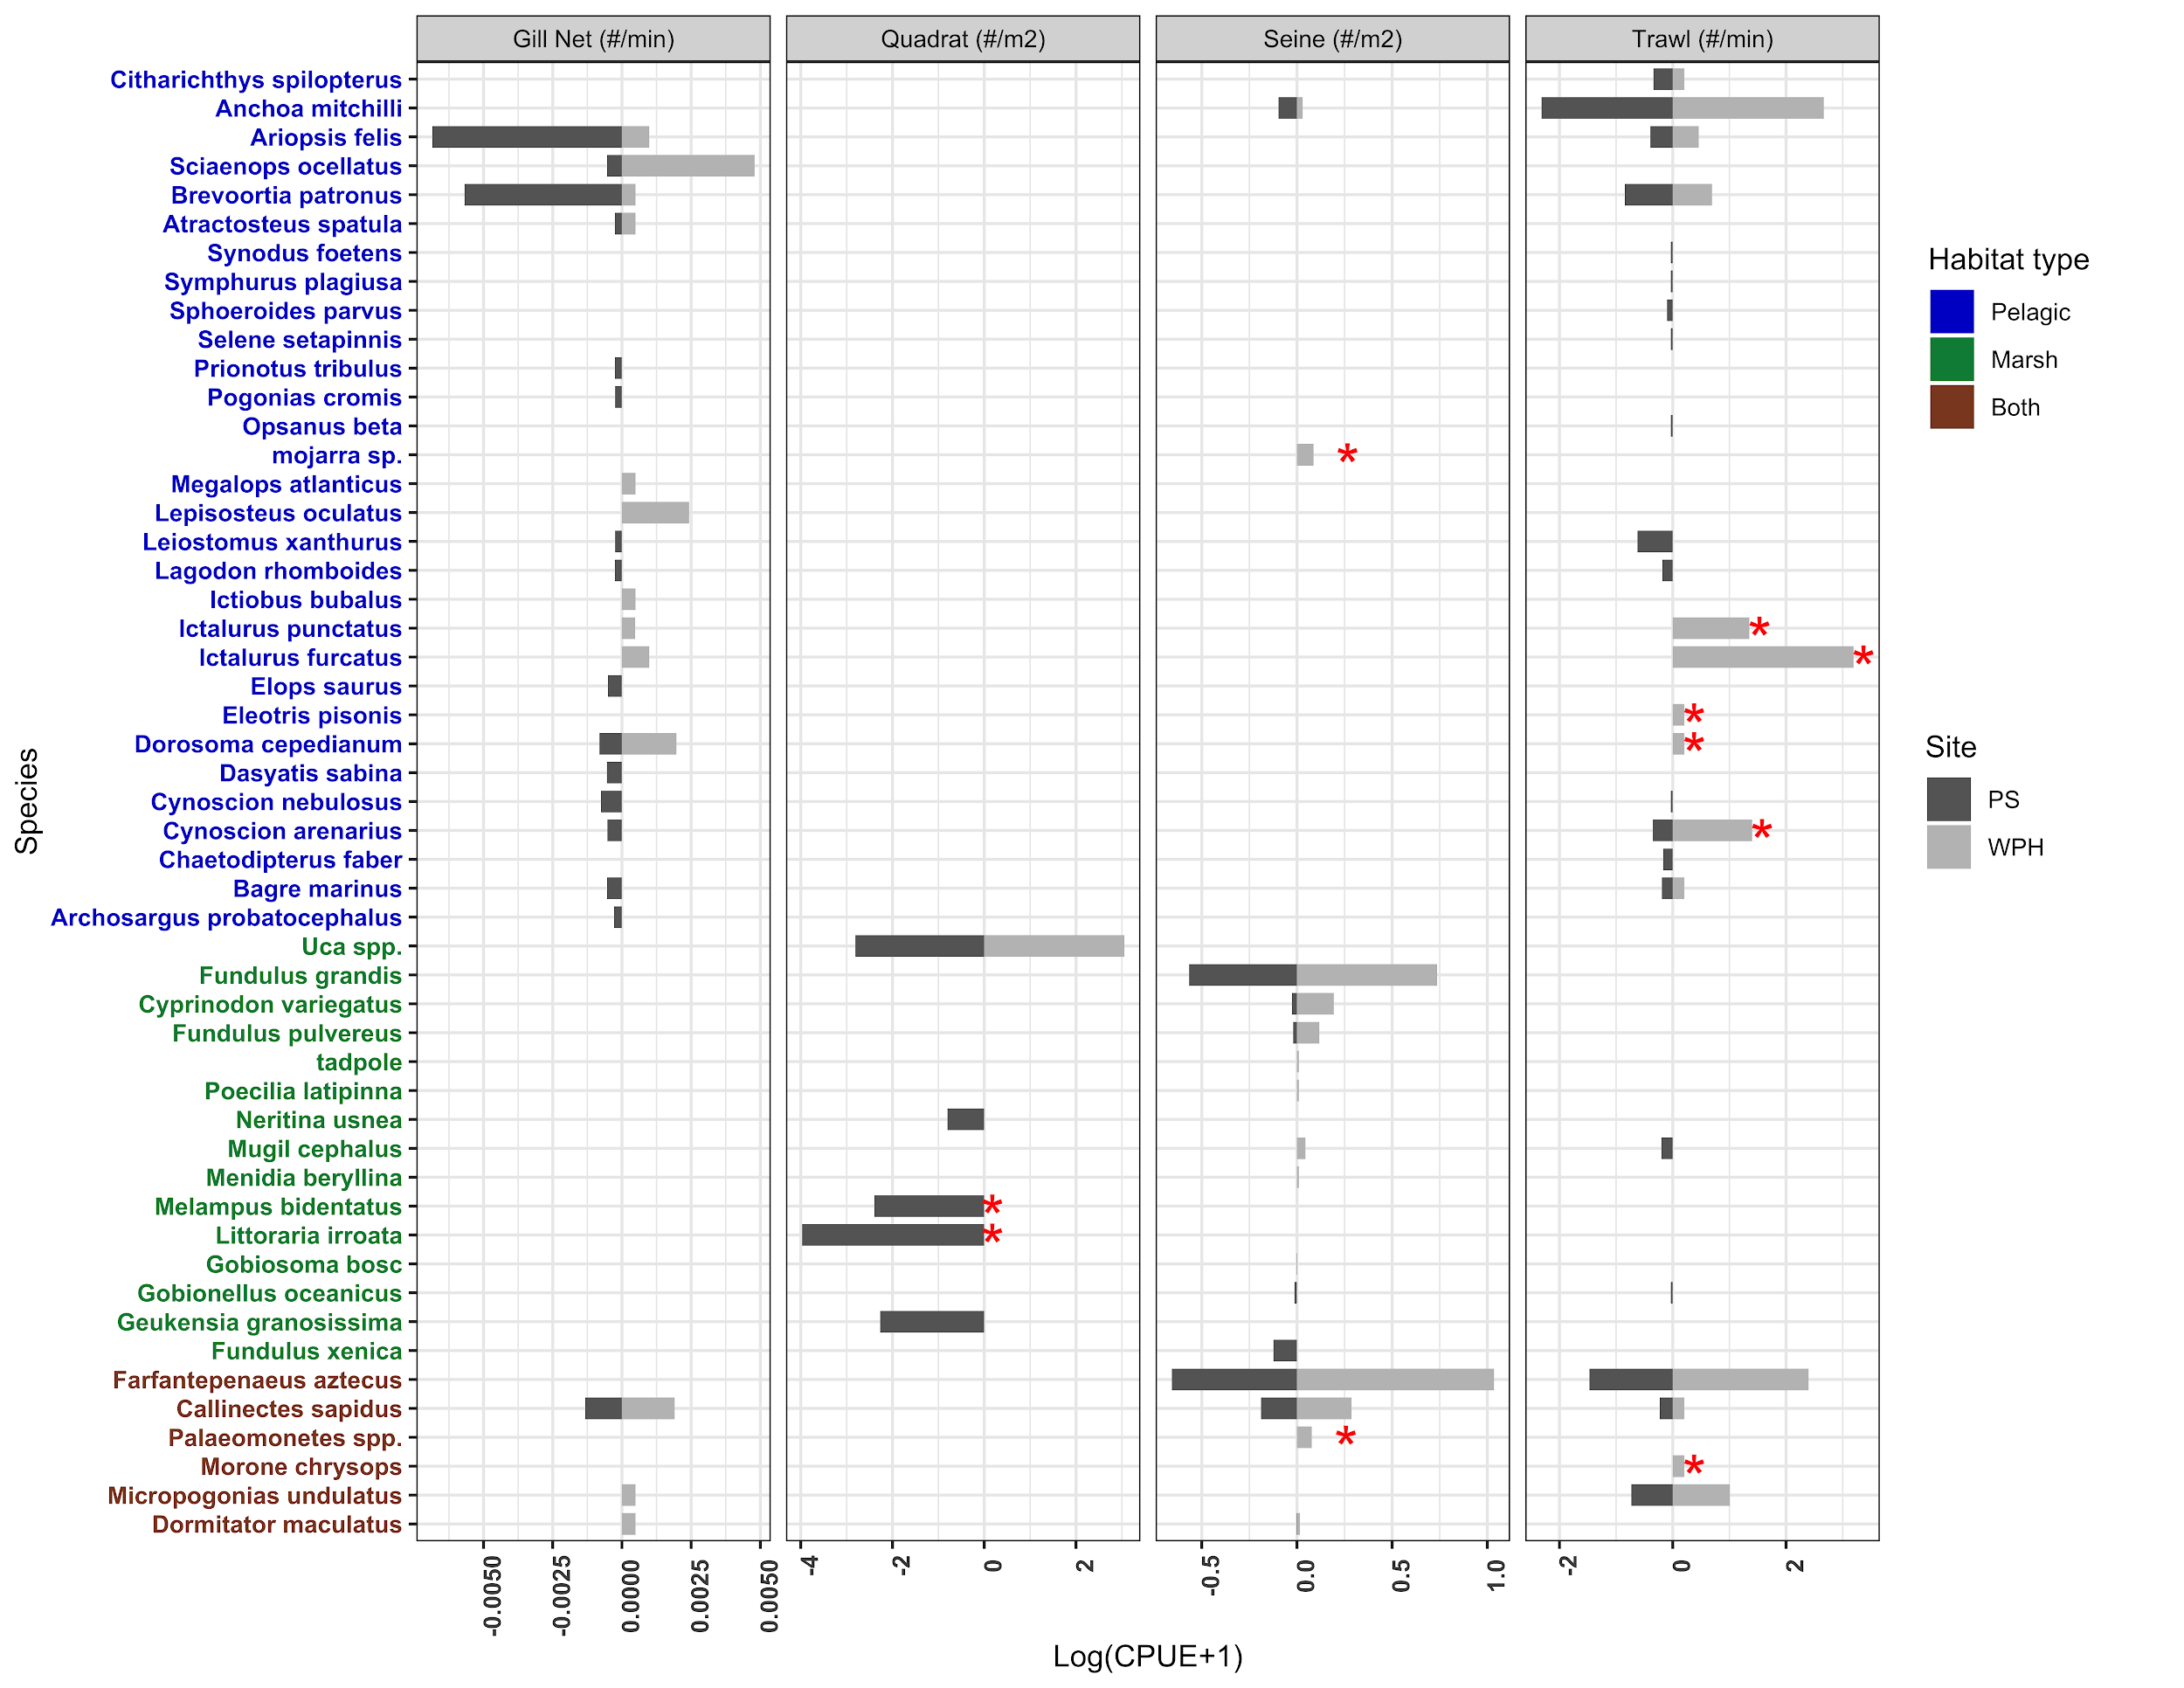 Gill Net (#/min)
Quadrat (#/m2)
Seine (#/m2)
Trawl (#/min)
Species
Citharichthys spilopterus
Anchoa mitchilli
Ariopsis felis
Sciaenops ocellatus
Brevoortia patronus
Atractosteus spatula
Synodus foetens
Symphurus plagiusa
Sphoeroides parvus
Selene setapinnis
Prionotus tribulus
Pogonias cromis
Opsanus beta
mojarra sp.
*
Megalops atlanticus
Lepisosteus oculatus
Leiostomus xanthurus
Lagodon rhomboides
Ictiobus bubalus
Ictalurus punctatus
*
Ictalurus furcatus
*
Elops saurus
Eleotris pisonis
*
Dorosoma cepedianum
*
Dasyatis sabina
Cynoscion nebulosus
Cynoscion arenarius
*
Chaetodipterus faber
Bagre marinus
Archosargus probatocephalus
Uca spp.
Fundulus grandis
Cyprinodon variegatus
Fundulus pulvereus
tadpole
Poecilia latipinna
Neritina usnea
Mugil cephalus
Menidia beryllina
Melampus bidentatus
*
Littoraria irroata
*
Gobiosoma bosc
Gobionellus oceanicus
Geukensia granosissima
Fundulus xenica
Farfantepenaeus aztecus
Callinectes sapidus
Palaeomonetes spp.
*
Morone chrysops
*
Micropogonias undulatus
Dormitator maculatus
-0.0050
-0.0025
0.0000
0.0025
0.0050
-4
-2
0
2
-0.5
0.0
0.5
1.0
-2
0
2
Log(CPUE+1)
Habitat type
Pelagic
Marsh
Both
Site
PS
WPH